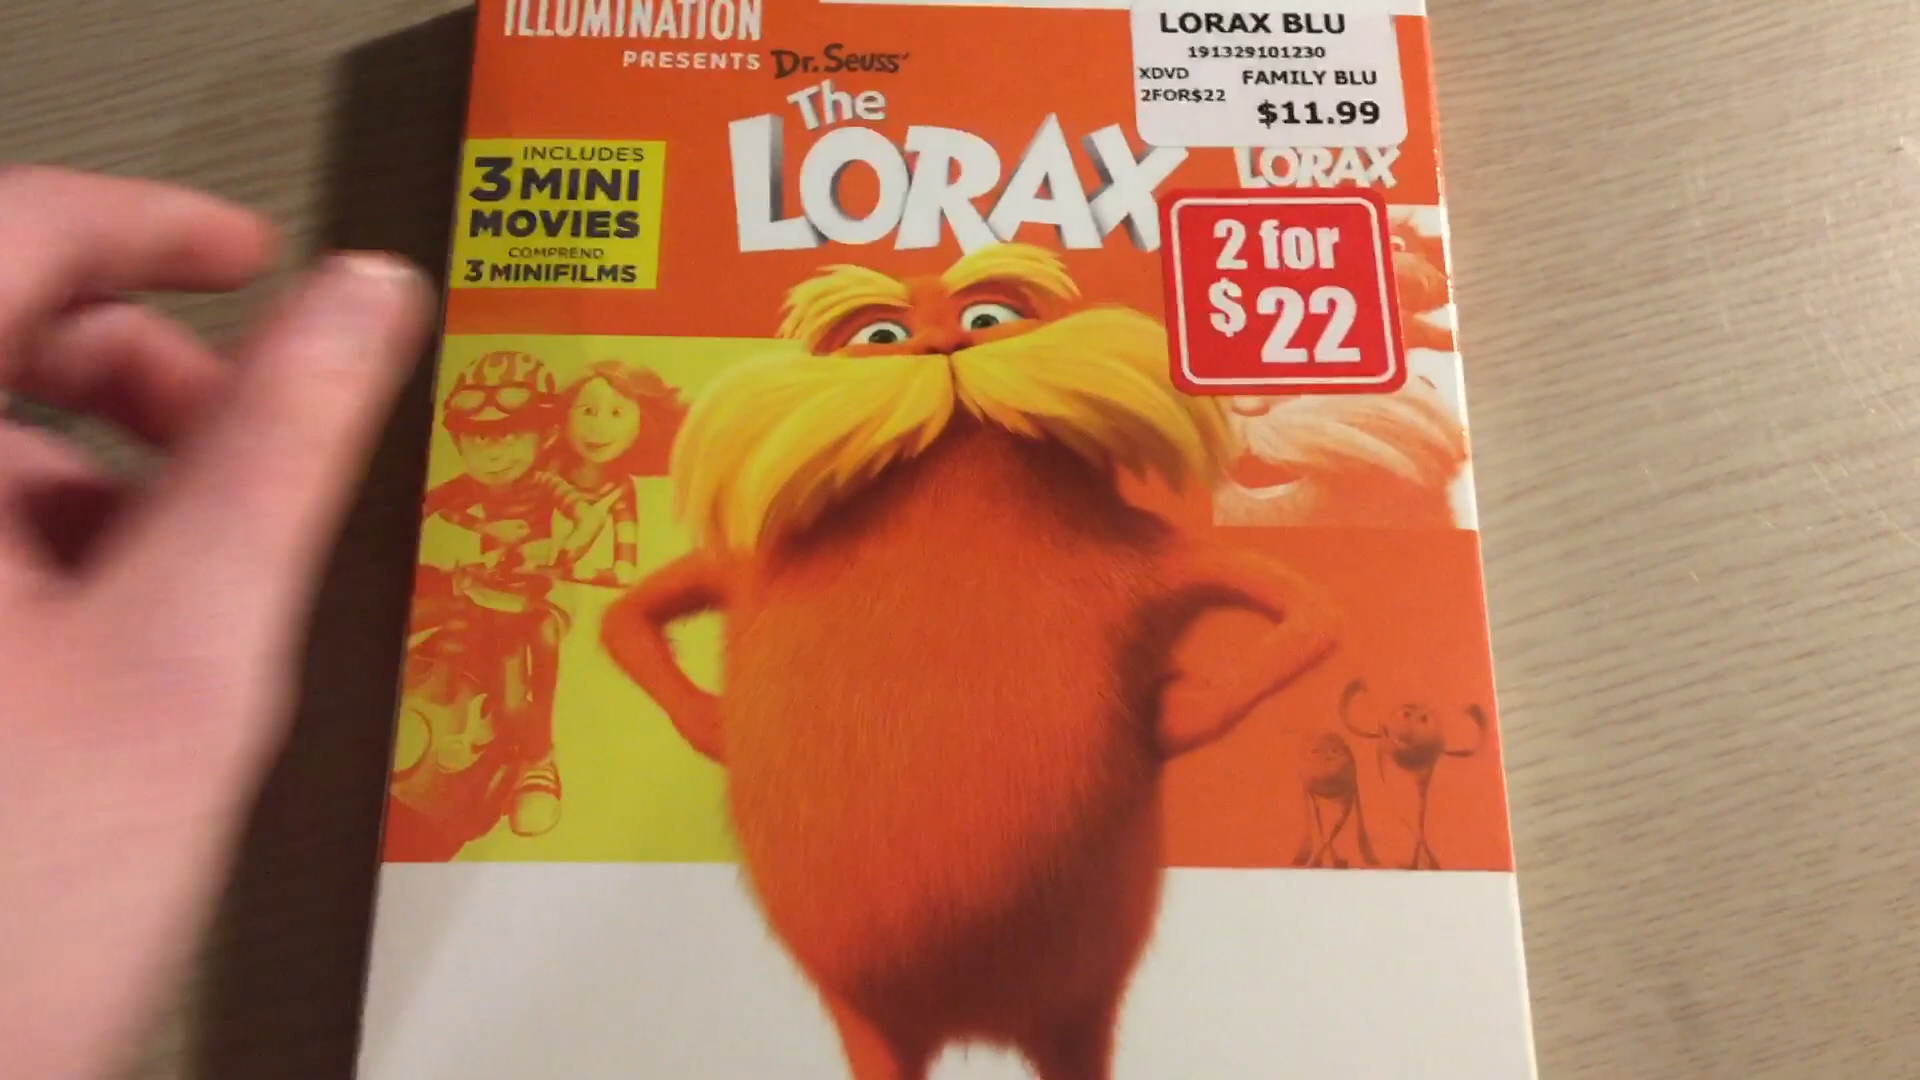 ILLUMINATION
PRESENTS Dr. Seuss'
The
LORAX
INCLUDES
3 MINI
MOVIES
COMPREND
3 MINIFILMS
LORAX BLU
191329101230
XDVD FAMILY BLU
2FOR$22 $11.99
LORAX
2 for
$22